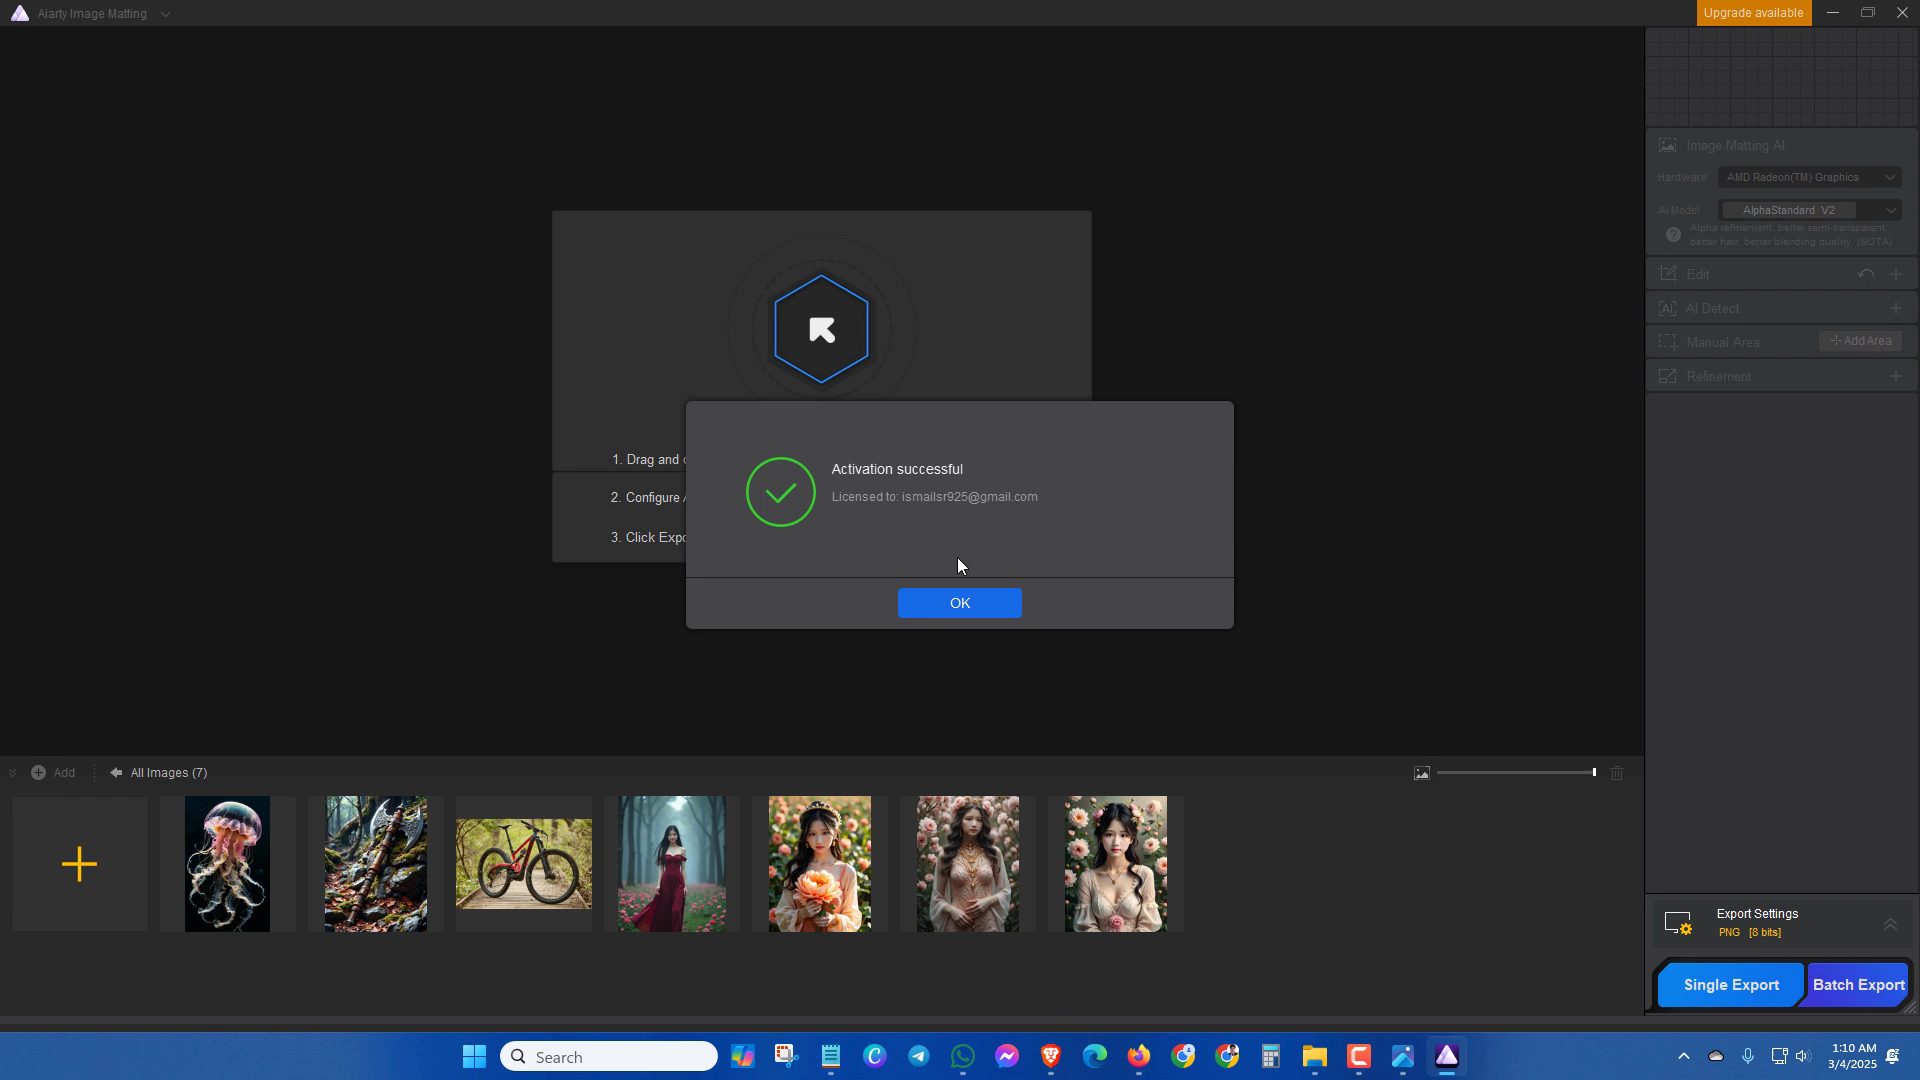 Aiarty Image Matting
Upgrade available
Image Matting AI
Hardware
AMD Radeon(TM) Graphics
AI Model
AlphaStandard V2
Alpha refinement, better semi-transparent,
better hair, better blending quality. (SOTA)
Edit
AI Detect
Manual Area
Add Area
Refinement
1. Drag and
2. Configure
3. Click Expo
Activation successful
Licensed to: ismailsr925@gmail.com
OK
Add
All Images (7)
Export Settings
PNG [8 bits]
Single Export
Batch Export
Search
1:10 AM
3/4/2025